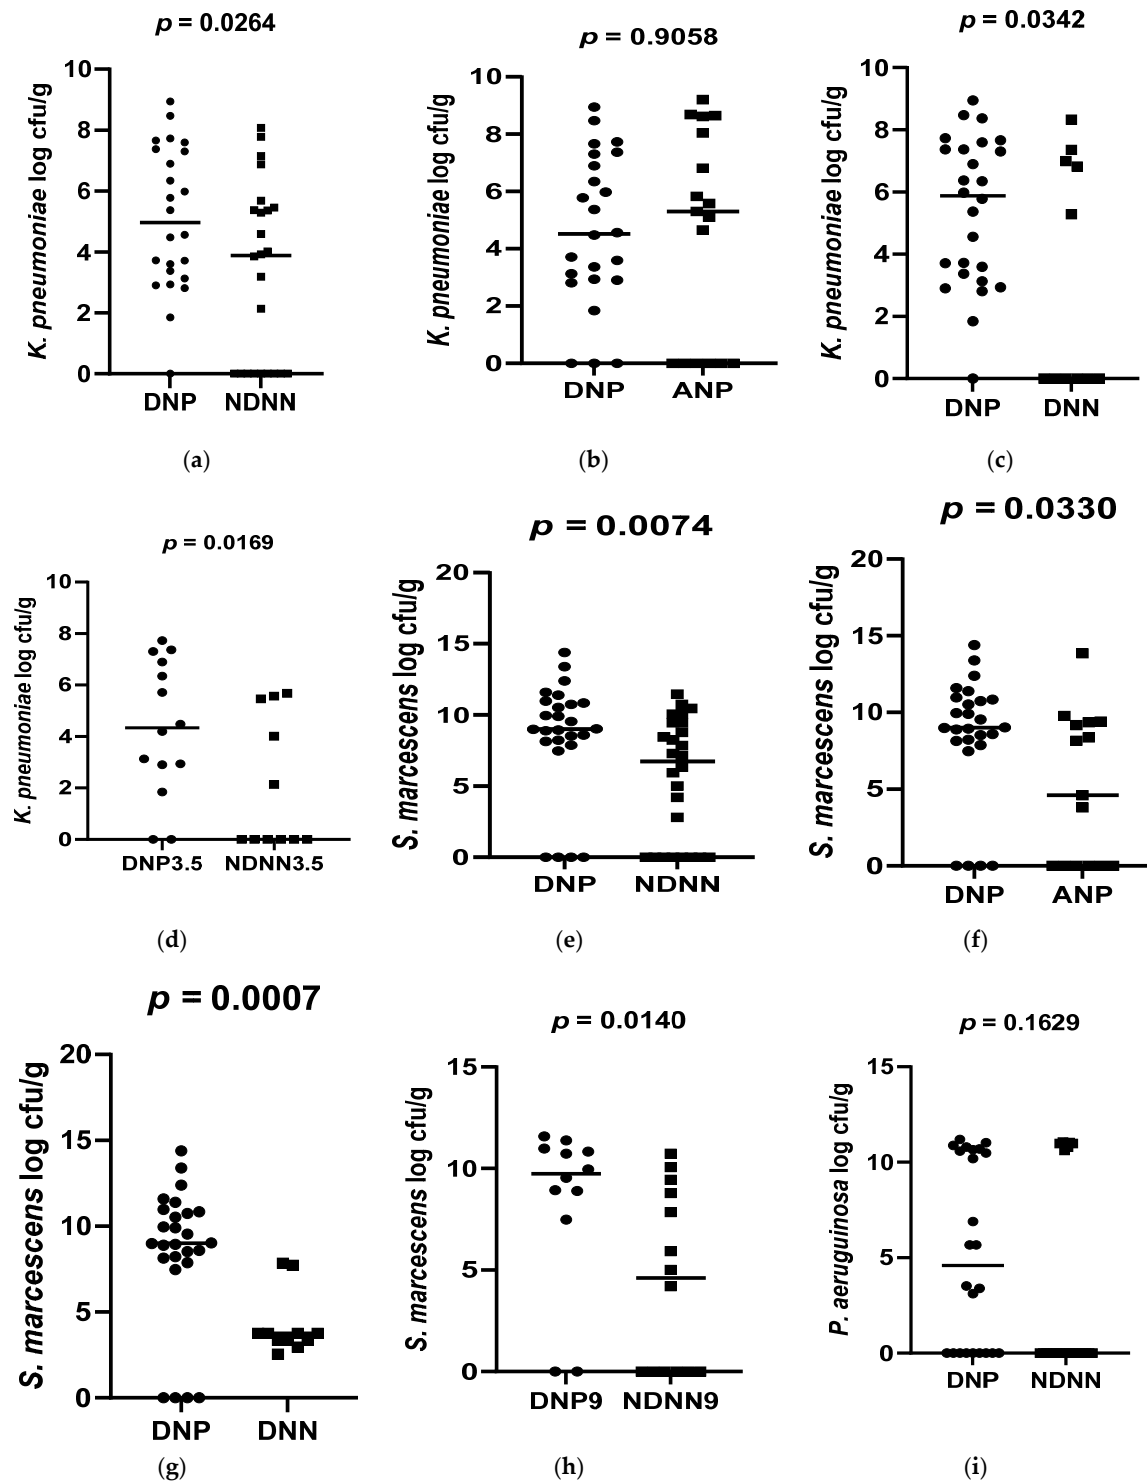 p = 0.0264
K. pneumoniae log cfu/g
10
8
6
4
2
0
DNP NDNN
(a)
p = 0.9058
K. pneumoniae log cfu/g
10
8
6
4
2
0
DNP ANP
(b)
p = 0.0342
K. pneumoniae log cfu/g
10
8
6
4
2
0
DNP DNN
(c)
p = 0.0169
K. pneumoniae log cfu/g
10
8
6
4
2
0
DNP3.5 NDNN3.5
(d)
p = 0.0074
S. marcescens log cfu/g
20
15
10
5
0
DNP NDNN
(e)
p = 0.0330
S. marcescens log cfu/g
20
15
10
5
0
DNP ANP
(f)
p = 0.0007
S. marcescens log cfu/g
20
15
10
5
0
DNP DNN
(g)
p = 0.0140
S. marcescens log cfu/g
15
10
5
0
DNP9 NDNN9
(h)
p = 0.1629
P. aeruguinosa log cfu/g
15
10
5
0
DNP NDNN
(i)